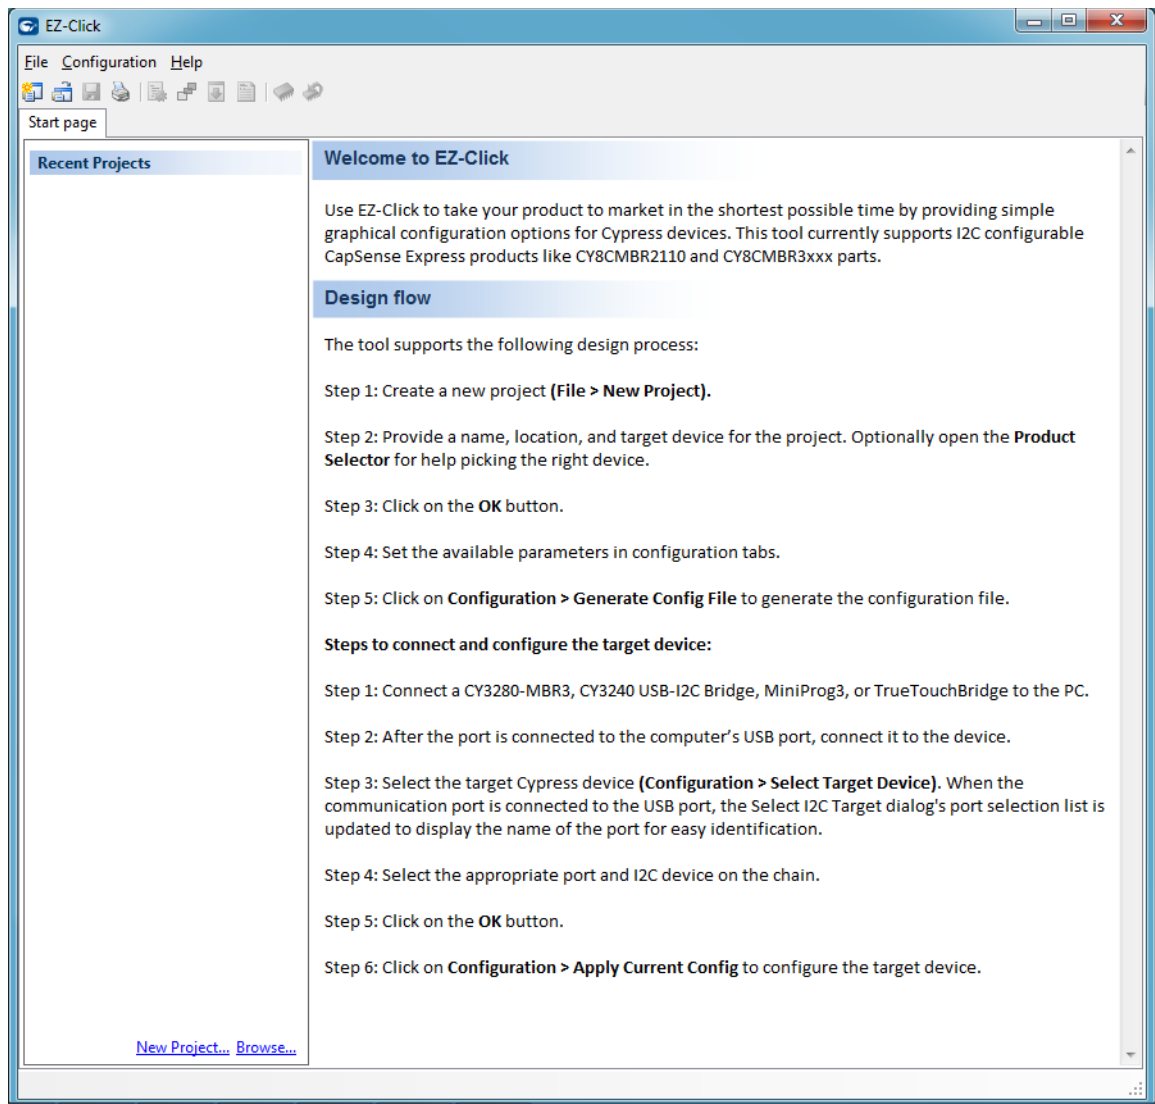 EZ-Click
File Configuration Help
Start page
Recent Projects
New Project... Browse...
Welcome to EZ-Click
Use EZ-Click to take your product to market in the shortest possible time by providing simple
graphical configuration options for Cypress devices. This tool currently supports I2C configurable
CapSense Express products like CY8CMBR2110 and CY8CMBR3xxx parts.
Design flow
The tool supports the following design process:
Step 1: Create a new project (File > New Project).
Step 2: Provide a name, location, and target device for the project. Optionally open the Product
Selector for help picking the right device.
Step 3: Click on the OK button.
Step 4: Set the available parameters in configuration tabs.
Step 5: Click on Configuration > Generate Config File to generate the configuration file.
Steps to connect and configure the target device:
Step 1: Connect a CY3280-MBR3, CY3240 USB-I2C Bridge, MiniProg3, or TrueTouchBridge to the PC.
Step 2: After the port is connected to the computer’s USB port, connect it to the device.
Step 3: Select the target Cypress device (Configuration > Select Target Device). When the
communication port is connected to the USB port, the Select I2C Target dialog's port selection list is
updated to display the name of the port for easy identification.
Step 4: Select the appropriate port and I2C device on the chain.
Step 5: Click on the OK button.
Step 6: Click on Configuration > Apply Current Config to configure the target device.